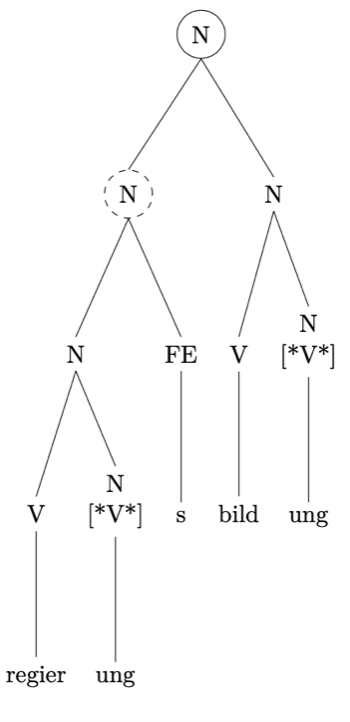 N
N N
N
N FE V [*V*]
N
V [*V*] s bild ung
regier ung